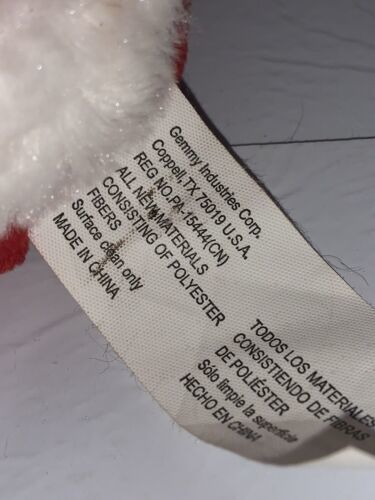 Gemmy Industries Corp.
Coppell, TX 75019 U.S.A.
REG NO.PA-15444(CN)
ALL NEW MATERIALS
CONSISTING OF POLYESTER
FIBERS
Surface clean only
MADE IN CHINA
TODOS LOS MATERIALES
CONSISTIENDO DE FIBRAS
DE POLIÉSTER
Sólo limpie la superficie
HECHO EN CHINA